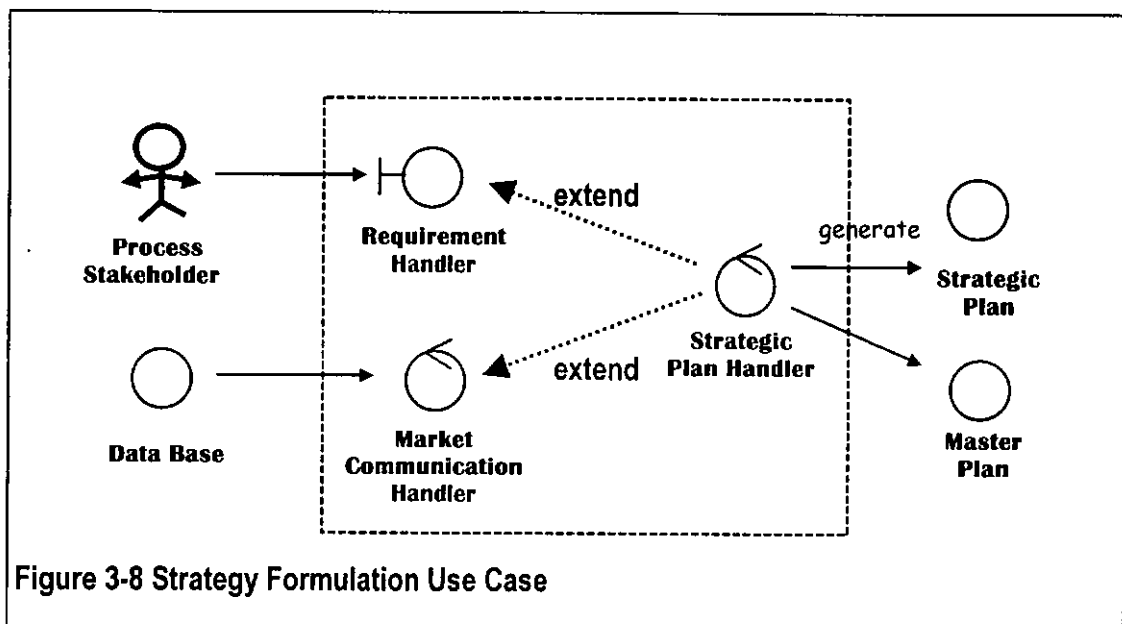 Process
Stakeholder
Requirement
Handler
extend
generate
Strategic
Plan
Strategic
Plan Handler
extend
Data Base
Market
Communication
Handler
Master
Plan
Figure 3-8 Strategy Formulation Use Case